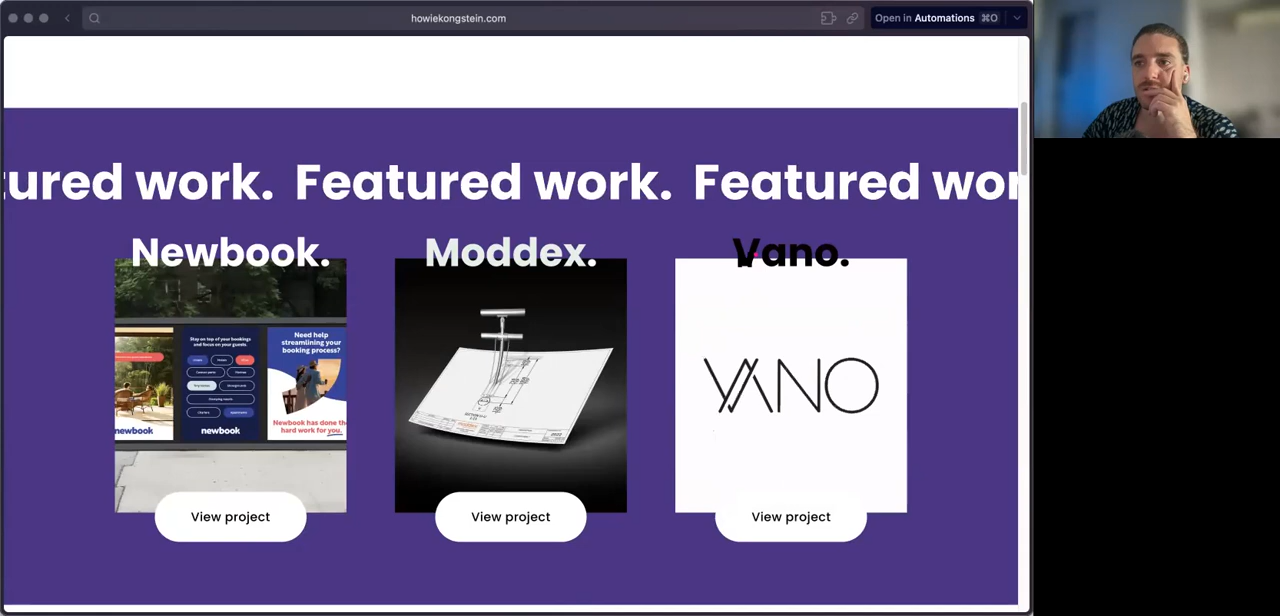 howiekongstein.com
Open in Automations ⌘O
tured work. Featured work. Featured wor
Newbook. Moddex. Vano.
Need help
streamlining your
booking process?
Stay on top of your bookings
and focus on your guests.
newbook newbook
Newbook has done the
hard work for you.
VANO
View project View project View project